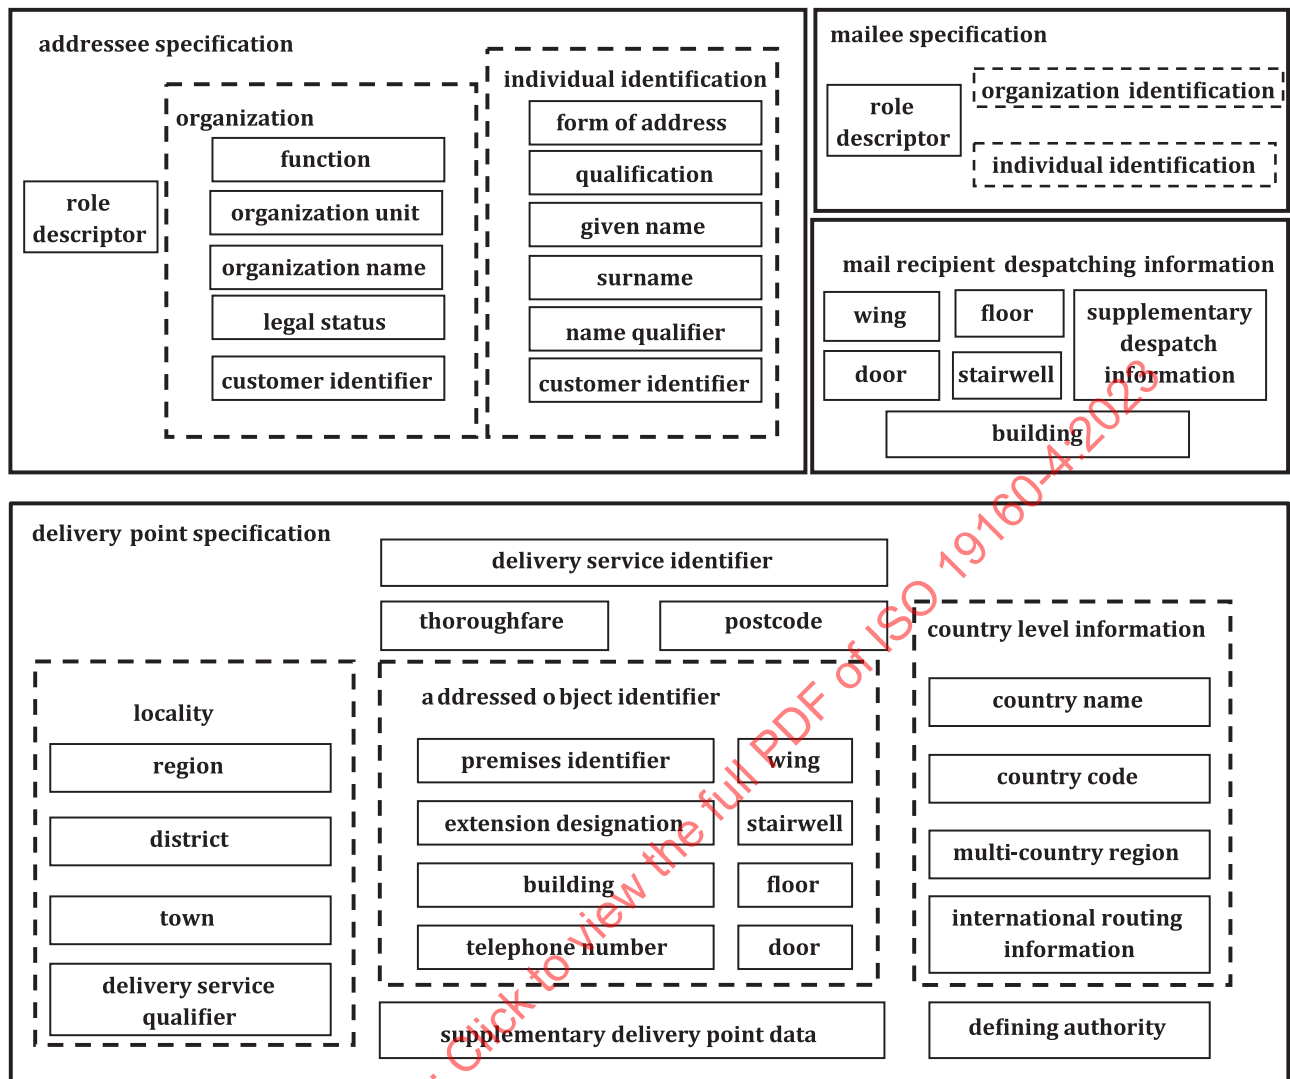 addressee specification
role
descriptor
organization
function
organization unit
organization name
legal status
customer identifier
individual identification
form of address
qualification
given name
surname
name qualifier
customer identifier
mailee specification
role
descriptor
organization identification
individual identification
mail recipient despatching information
wing
floor
supplementary
despatch
information
door
stairwell
building
delivery point specification
delivery service identifier
thoroughfare
postcode
locality
region
district
town
delivery service
qualifier
addressed object identifier
premises identifier
wing
extension designation
stairwell
building
floor
telephone number
door
supplementary delivery point data
country level information
country name
country code
multi-country region
international routing
information
defining authority
: Click to view the full PDF of ISO 19160-4:2023